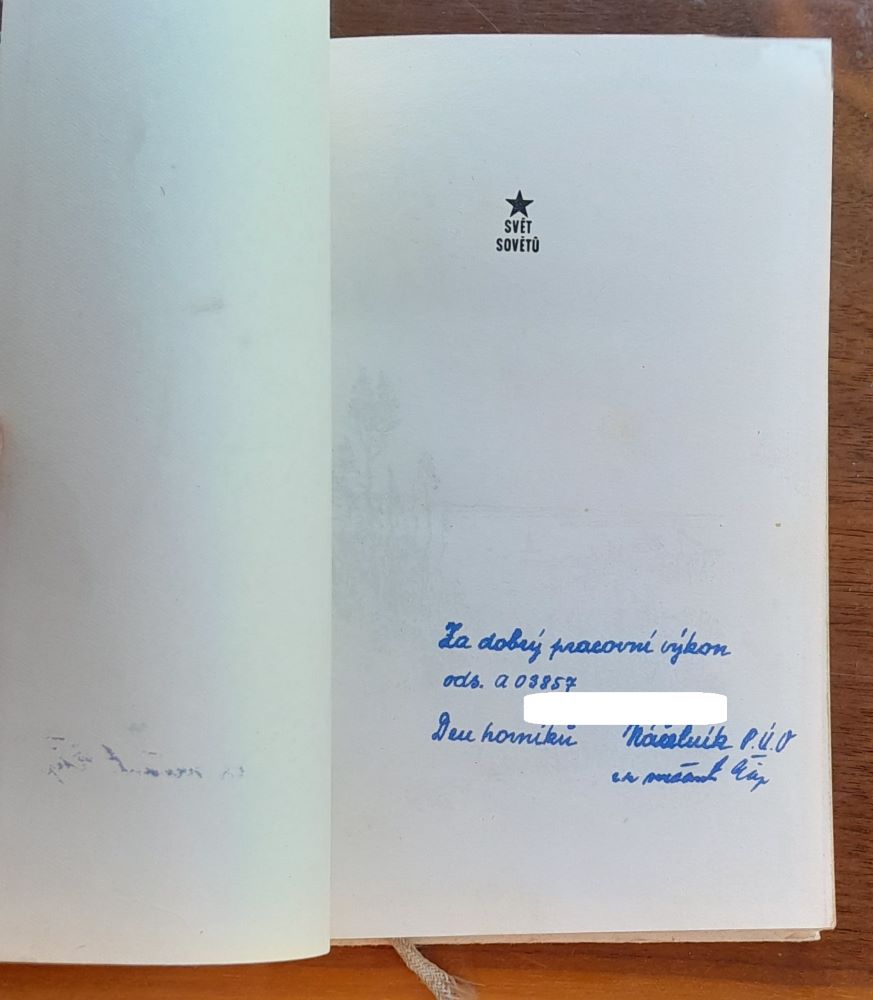 SVĚT
SOVĚTŮ
Za dobrý pracovní výkon
ods. A 03857
Den horníků Náčelník P.Ú.O